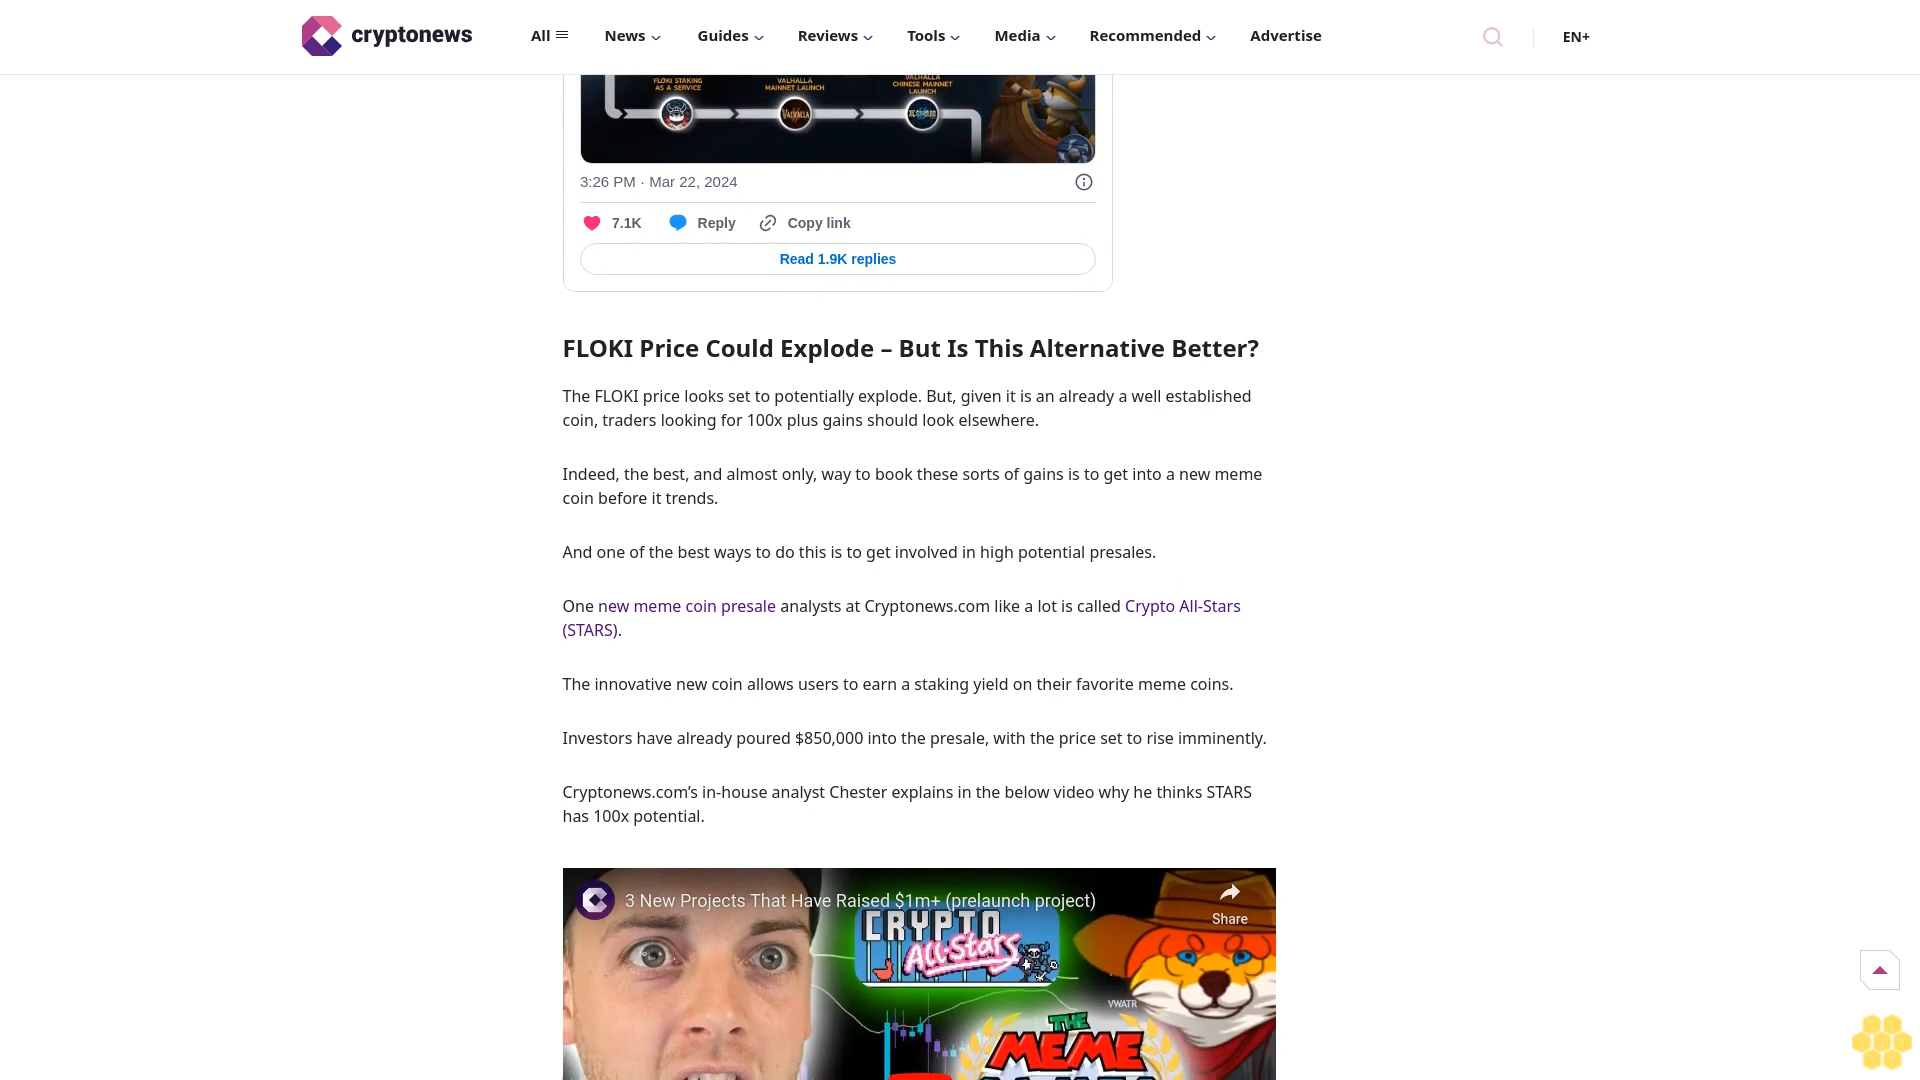 cryptonews
All
News
Guides
Reviews
Tools
Media
Recommended
Advertise
EN+
FLOKI STAKING
AS A SERVICE
VALHALLA
MAINNET LAUNCH
VALHALLA
CHINESE MAINNET
LAUNCH
VALHALLA
3:26 PM · Mar 22, 2024
7.1K
Reply
Copy link
Read 1.9K replies
FLOKI Price Could Explode – But Is This Alternative Better?
The FLOKI price looks set to potentially explode. But, given it is an already a well established
coin, traders looking for 100x plus gains should look elsewhere.
Indeed, the best, and almost only, way to book these sorts of gains is to get into a new meme
coin before it trends.
And one of the best ways to do this is to get involved in high potential presales.
One new meme coin presale analysts at Cryptonews.com like a lot is called Crypto All-Stars
(STARS).
The innovative new coin allows users to earn a staking yield on their favorite meme coins.
Investors have already poured $850,000 into the presale, with the price set to rise imminently.
Cryptonews.com’s in-house analyst Chester explains in the below video why he thinks STARS
has 100x potential.
3 New Projects That Have Raised $1m+ (prelaunch project)
Share
CRYPTO
All-Stars
VWATR
THE
MEME